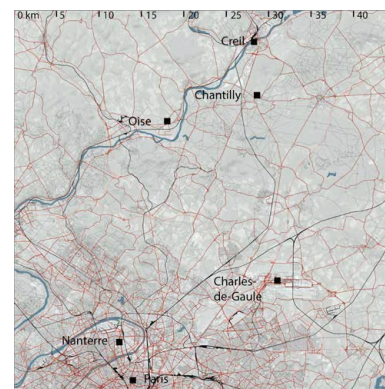 0 km 5 10 15 20 25 30 35 40
Creil
Chantilly
Oise
Charles-
de-Gaule
Nanterre
Paris